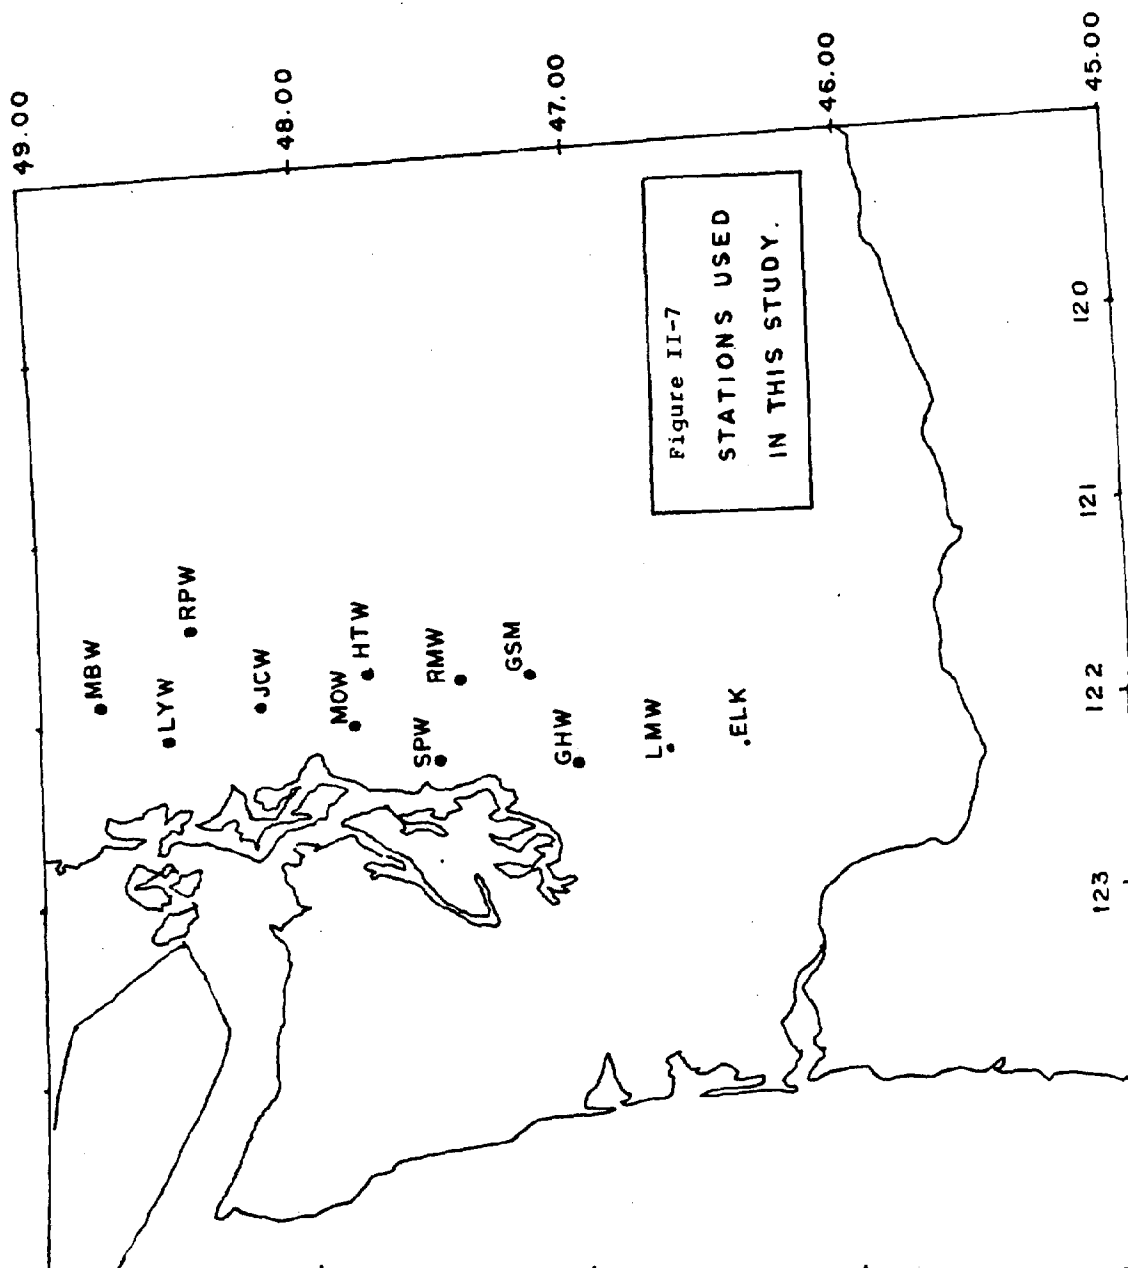 49.00
48.00
47.00
46.00
45.00
Figure II-7
STATIONS USED
IN THIS STUDY.
120
121
122
123
MBW
RPW
LYW
JCW
HTW
MOW
RMW
SPW
GSM
GHW
LMW
ELK